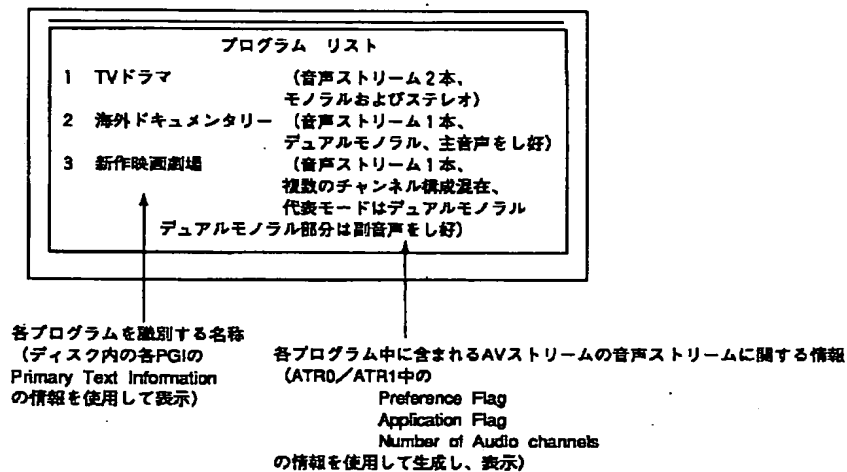 プログラム リスト
1 TVドラマ (音声ストリーム2本、
モノラルおよびステレオ)
2 海外ドキュメンタリー (音声ストリーム1本、
デュアルモノラル、主音声をし好)
3 新作映画劇場 (音声ストリーム1本、
複数のチャンネル構成混在、
代表モードはデュアルモノラル
デュアルモノラル部分は副音声をし好)
各プログラムを識別する名称
(ディスク内の各PGIの
Primary Text Information
の情報を使用して表示)
各プログラム中に含まれるAVストリームの音声ストリームに関する情報
(ATR0/ATR1中の
Preference Flag
Application Flag
Number of Audio channels
の情報を使用して生成し、表示)